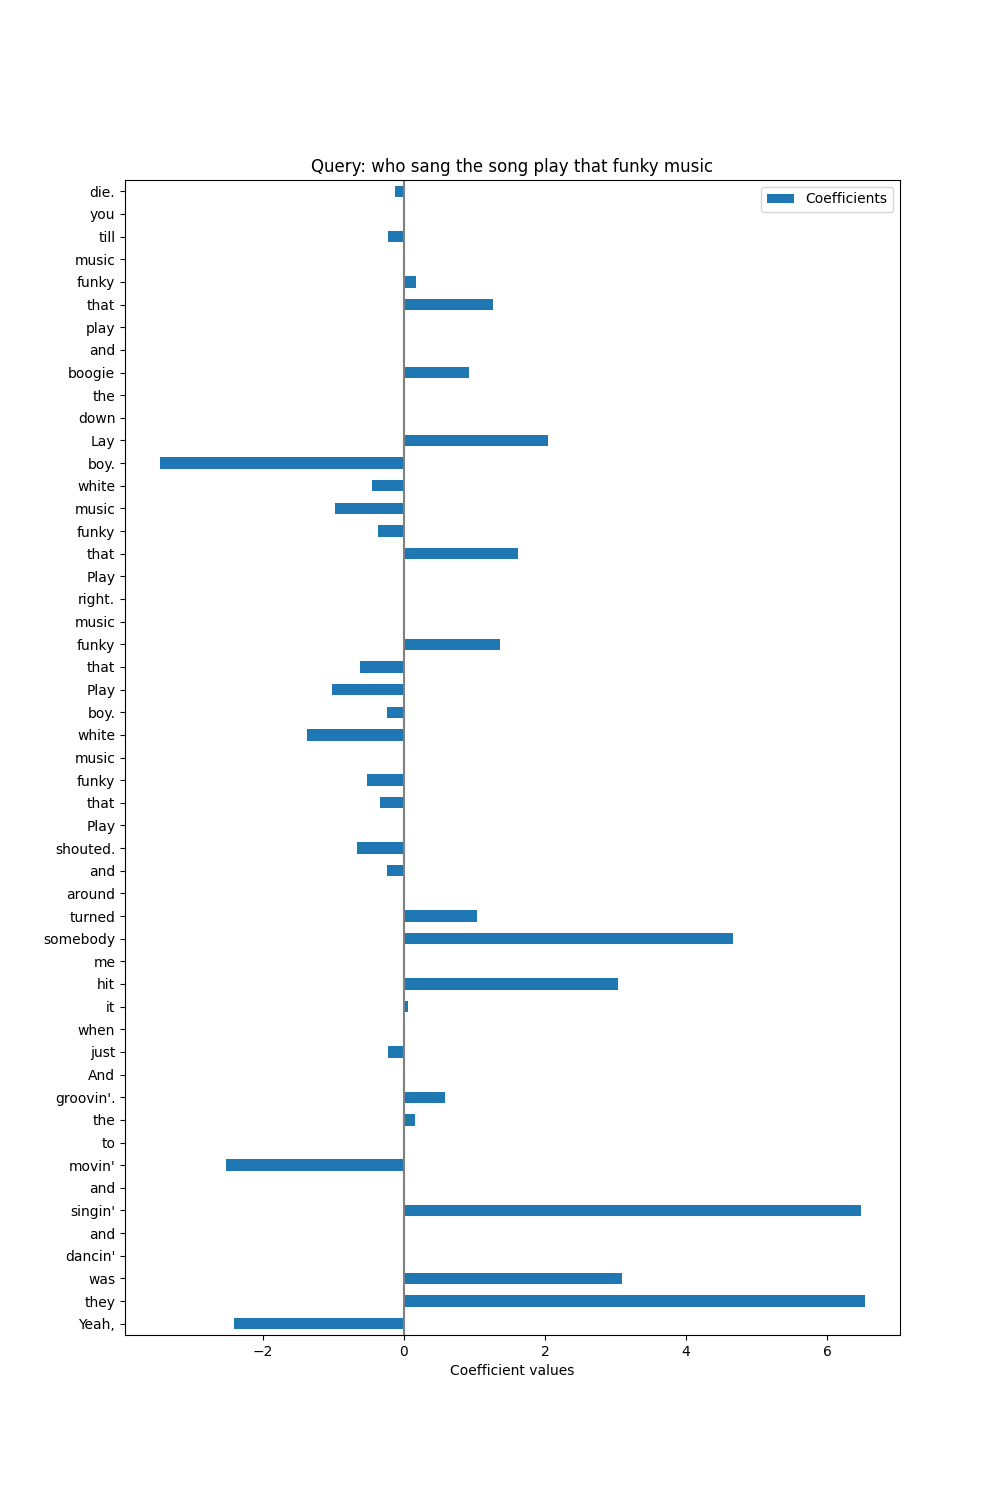 Query: who sang the song play that funky music
Coefficients
die.
you
till
music
funky
that
play
and
boogie
the
down
Lay
boy.
white
music
funky
that
Play
right.
music
funky
that
Play
boy.
white
music
funky
that
Play
shouted.
and
around
turned
somebody
me
hit
it
when
just
And
groovin'.
the
to
movin'
and
singin'
and
dancin'
was
they
Yeah,
−2 0 2 4 6
Coefficient values